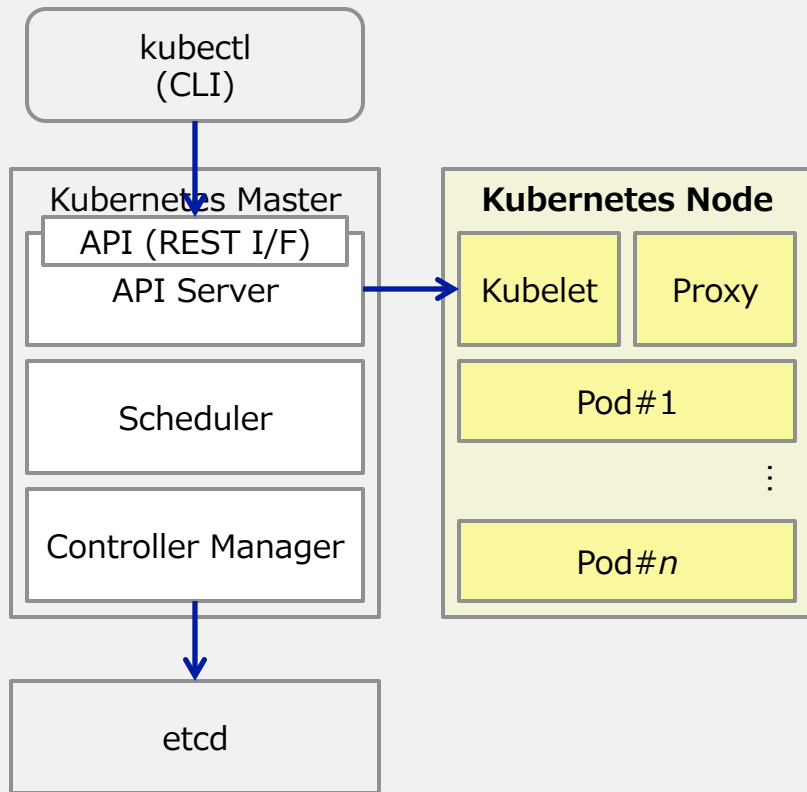 kubectl
(CLI)
Kubernetes Master
API (REST I/F)
API Server
Scheduler
Controller Manager
etcd
Kubernetes Node
Kubelet
Proxy
Pod#1
⋮
Pod#n